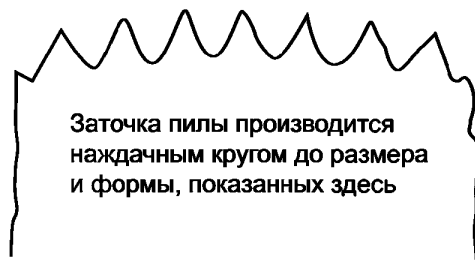 Заточка пилы производится
наждачным кругом до размера
и формы, показанных здесь